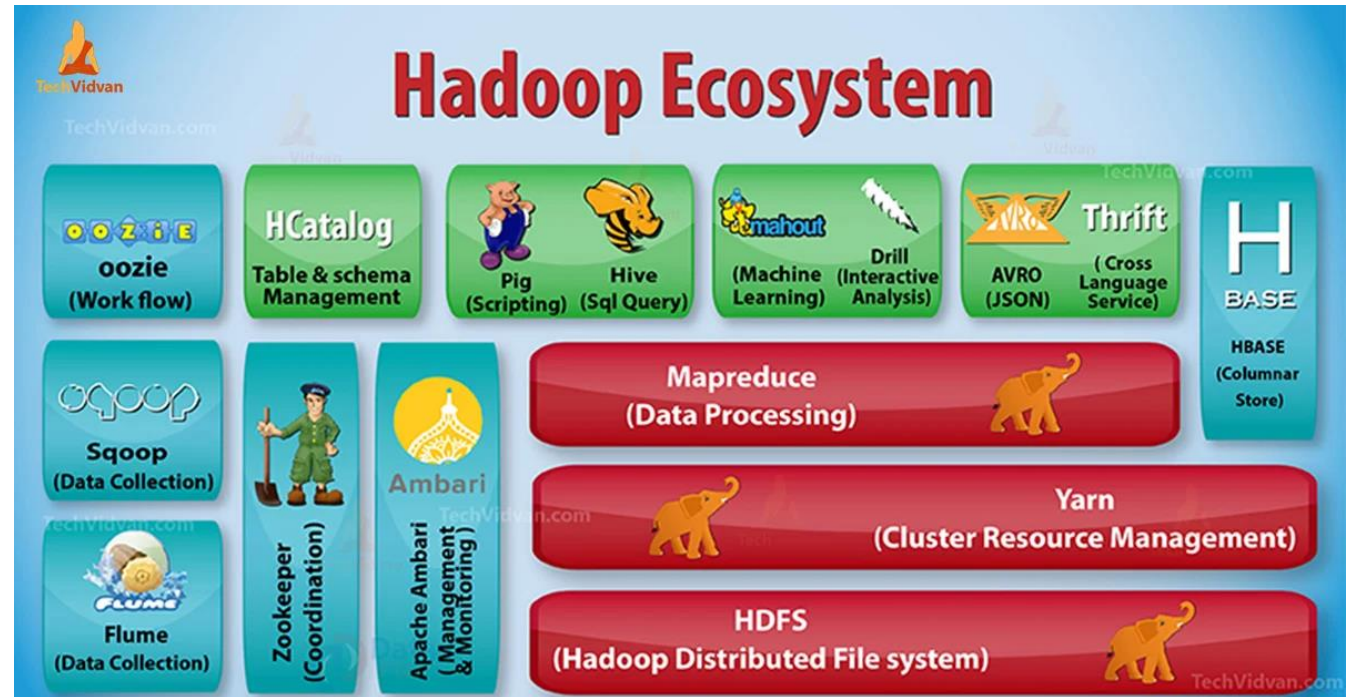 TechVidvan
Hadoop Ecosystem
TechVidvan.com
Vidvan
Vidvan
TechVidvan.com
OOZIE
oozie
(Work flow)
HCatalog
Table & schema
Management
Pig
(Scripting)
Hive
(Sql Query)
mahout
(Machine
Learning)
Drill
(Interactive
Analysis)
AVRO
AVRO
(JSON)
Thrift
( Cross
Language
Service)
H
BASE
HBASE
(Columnar
Store)
sqoop
Sqoop
(Data Collection)
TechVidvan.com
FLUME
Flume
(Data Collection)
Zookeeper
(Coordination)
Ambari
TechVidvan.com
Apache Ambari
( Management
& Monitoring )
Mapreduce
(Data Processing)
Yarn
(Cluster Resource Management)
HDFS
(Hadoop Distributed File system)
TechVidvan.com